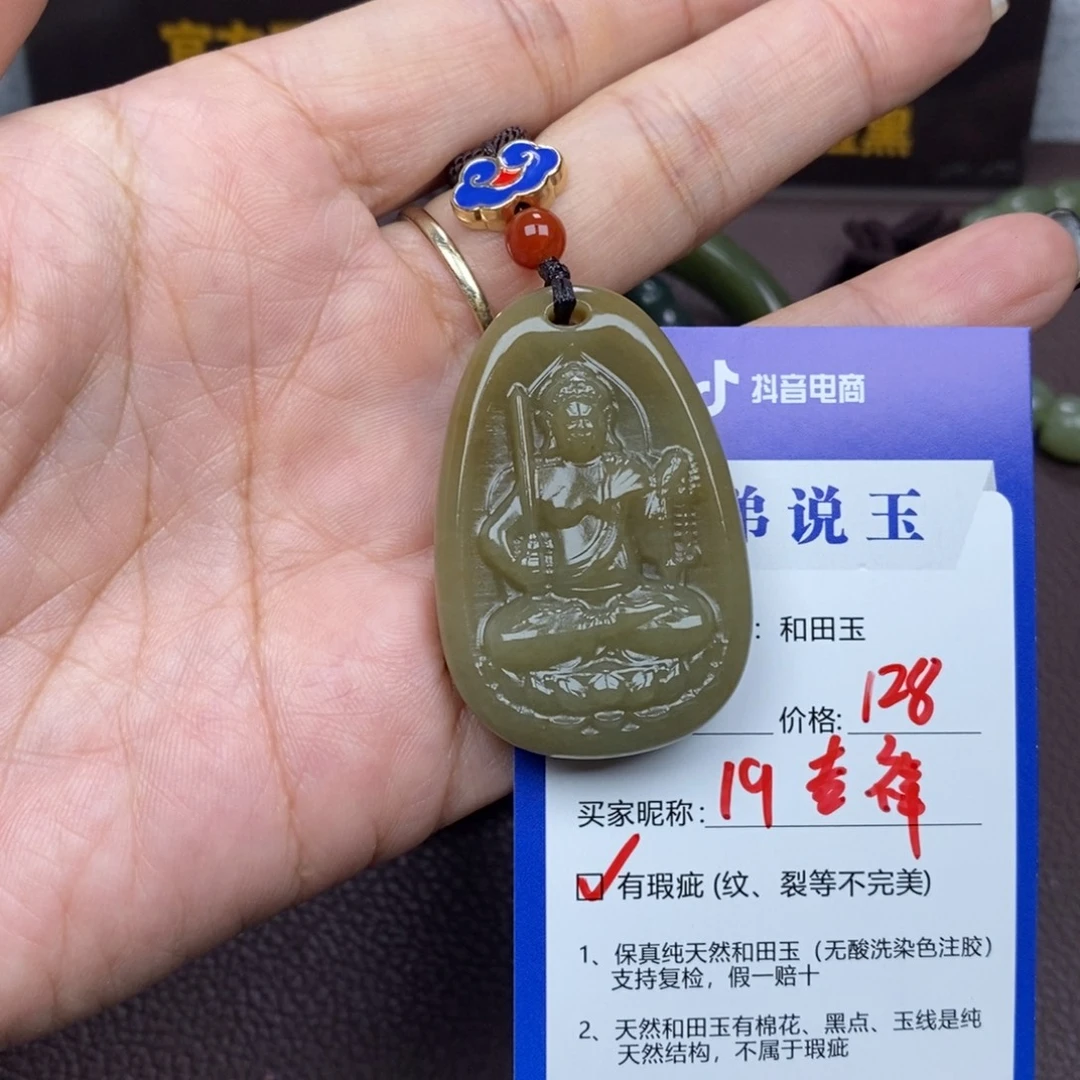 抖音电商
说玉
: 和田玉
价格: 128
买家昵称: 19 吉祥
有瑕疵 (纹、裂等不完美)
1、保真纯天然和田玉（无酸洗染色注胶）
支持复检，假一赔十
2、天然和田玉有棉花、黑点、玉线是纯
天然结构，不属于瑕疵